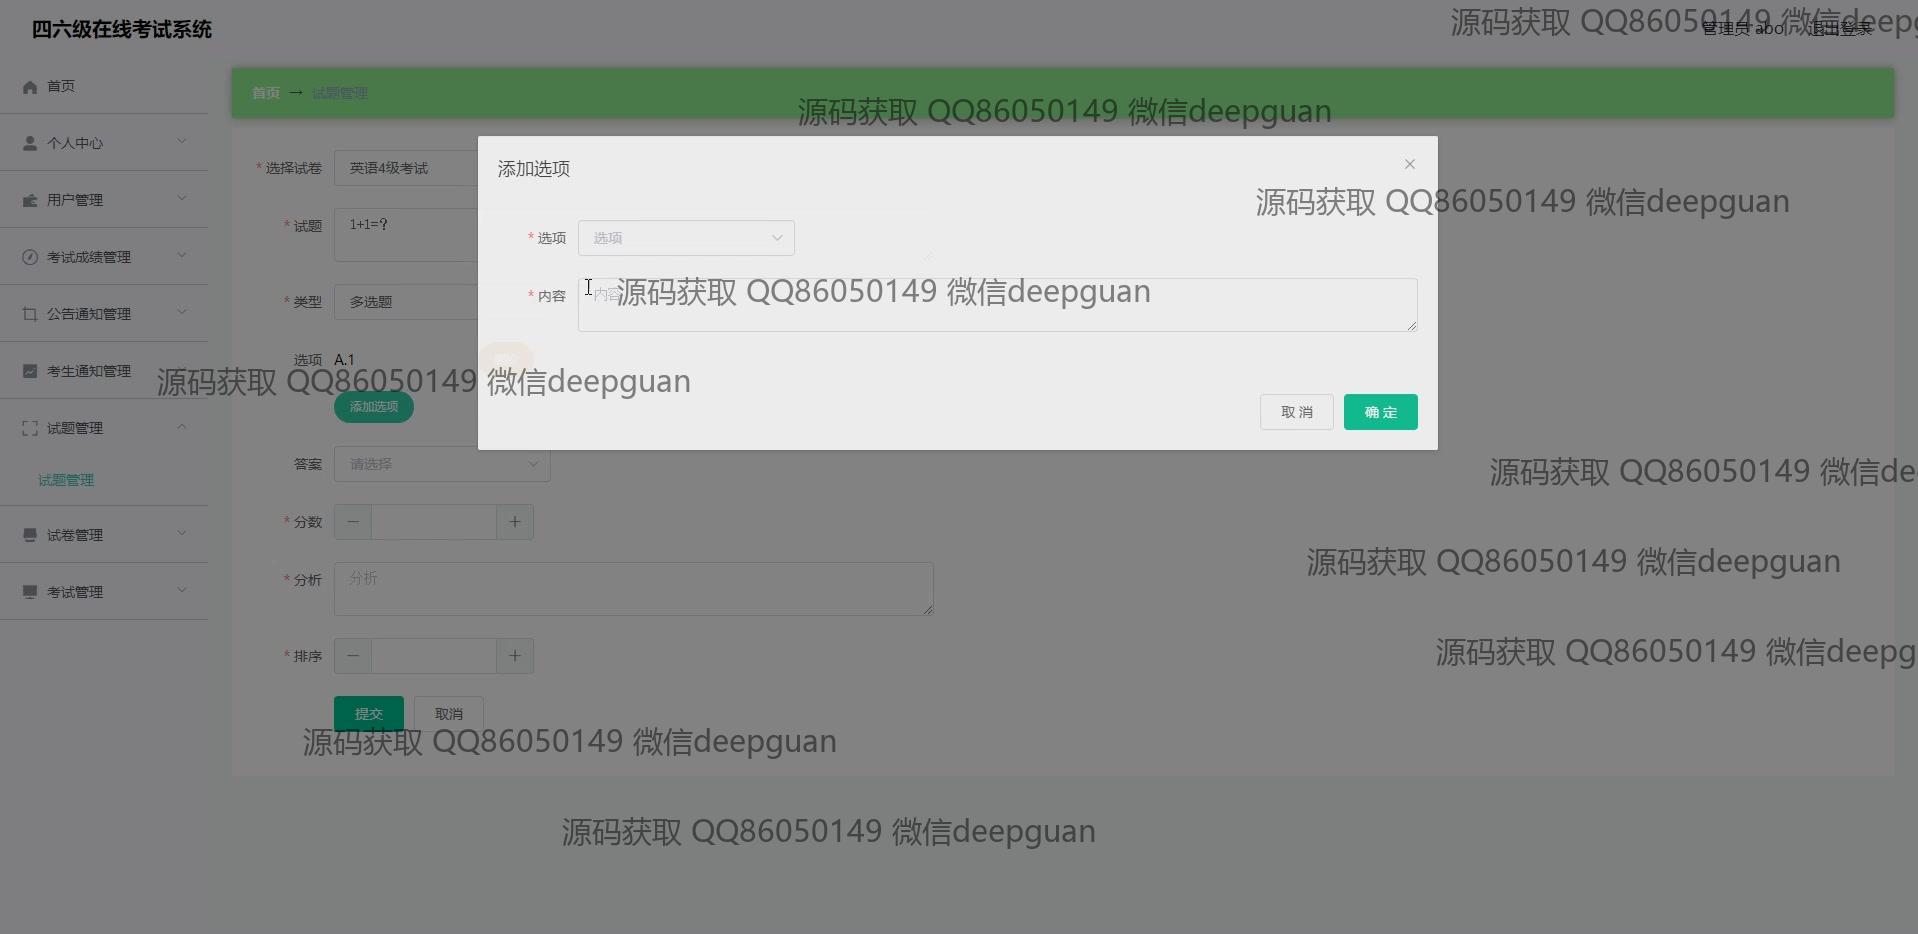 四六级在线考试系统
源码获取 QQ86050149 微信deepg
管理员 abo 退出登录
首页
首页 → 试题管理
源码获取 QQ86050149 微信deepguan
个人中心
* 选择试卷 英语4级考试
添加选项
用户管理
源码获取 QQ86050149 微信deepguan
* 试题 1+1=?
* 选项 选项
考试成绩管理
* 类型 多选题
* 内容 内容
源码获取 QQ86050149 微信deepguan
公告通知管理
选项 A.1
考生通知管理
源码获取 QQ86050149 微信deepguan
添加选项
取消 确定
试题管理
答案 请选择
源码获取 QQ86050149 微信de
试题管理
* 分数
试卷管理
源码获取 QQ86050149 微信deepguan
* 分析 分析
考试管理
* 排序
源码获取 QQ86050149 微信deepg
提交 取消
源码获取 QQ86050149 微信deepguan
源码获取 QQ86050149 微信deepguan